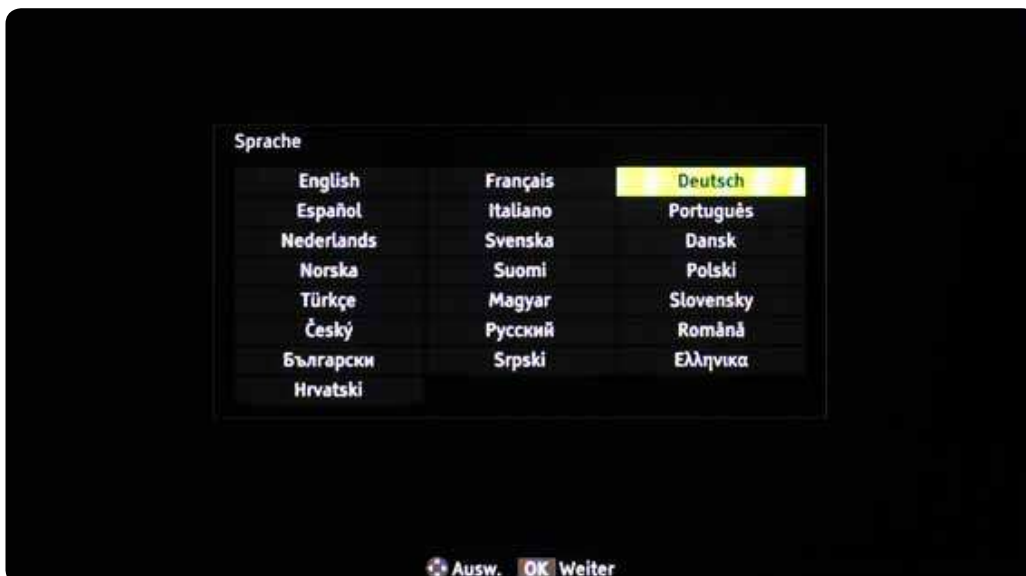 Sprache
English Français Deutsch
Español Italiano Português
Nederlands Svenska Dansk
Norska Suomi Polski
Türkçe Magyar Slovensky
Český Русский Română
Български Srpski Ελληνικα
Hrvatski
Ausw. OK Weiter